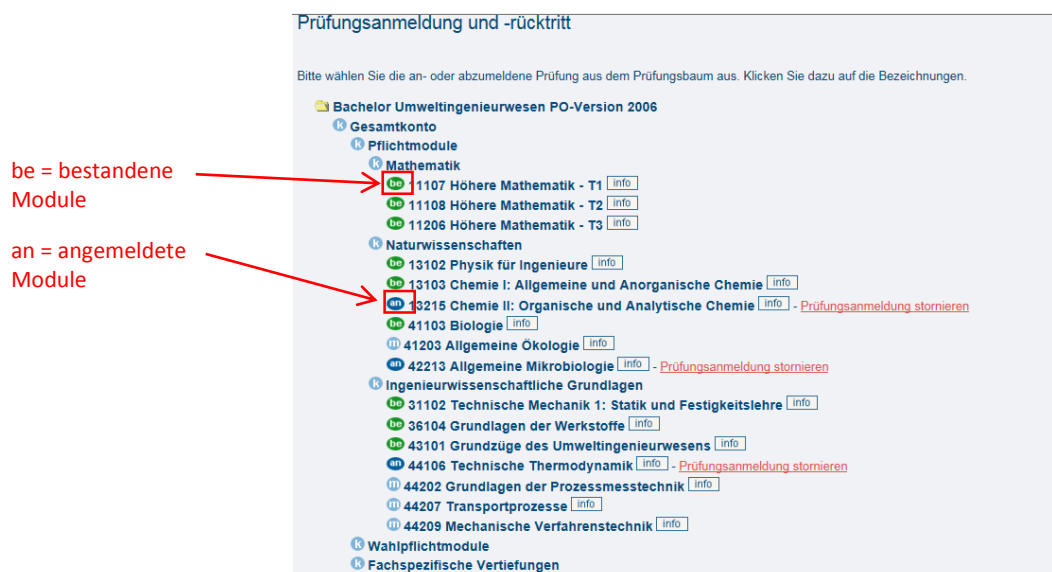 Prüfungsanmeldung und -rücktritt
Bitte wählen Sie die an- oder abzumeldene Prüfung aus dem Prüfungsbaum aus. Klicken Sie dazu auf die Bezeichnungen.
Bachelor Umweltingenieurwesen PO-Version 2006
k Gesamtkonto
k Pflichtmodule
k Mathematik
be = bestandene
Module
be 11107 Höhere Mathematik - T1 info
be 11108 Höhere Mathematik - T2 info
be 11206 Höhere Mathematik - T3 info
k Naturwissenschaften
an = angemeldete
Module
be 13102 Physik für Ingenieure info
be 13103 Chemie I: Allgemeine und Anorganische Chemie info
an 13215 Chemie II: Organische und Analytische Chemie info - Prüfungsanmeldung stornieren
be 41103 Biologie info
m 41203 Allgemeine Ökologie info
an 42213 Allgemeine Mikrobiologie info - Prüfungsanmeldung stornieren
k Ingenieurwissenschaftliche Grundlagen
be 31102 Technische Mechanik 1: Statik und Festigkeitslehre info
be 36104 Grundlagen der Werkstoffe info
be 43101 Grundzüge des Umweltingenieurwesens info
an 44106 Technische Thermodynamik info - Prüfungsanmeldung stornieren
m 44202 Grundlagen der Prozessmesstechnik info
m 44207 Transportprozesse info
m 44209 Mechanische Verfahrenstechnik info
k Wahlpflichtmodule
k Fachspezifische Vertiefungen